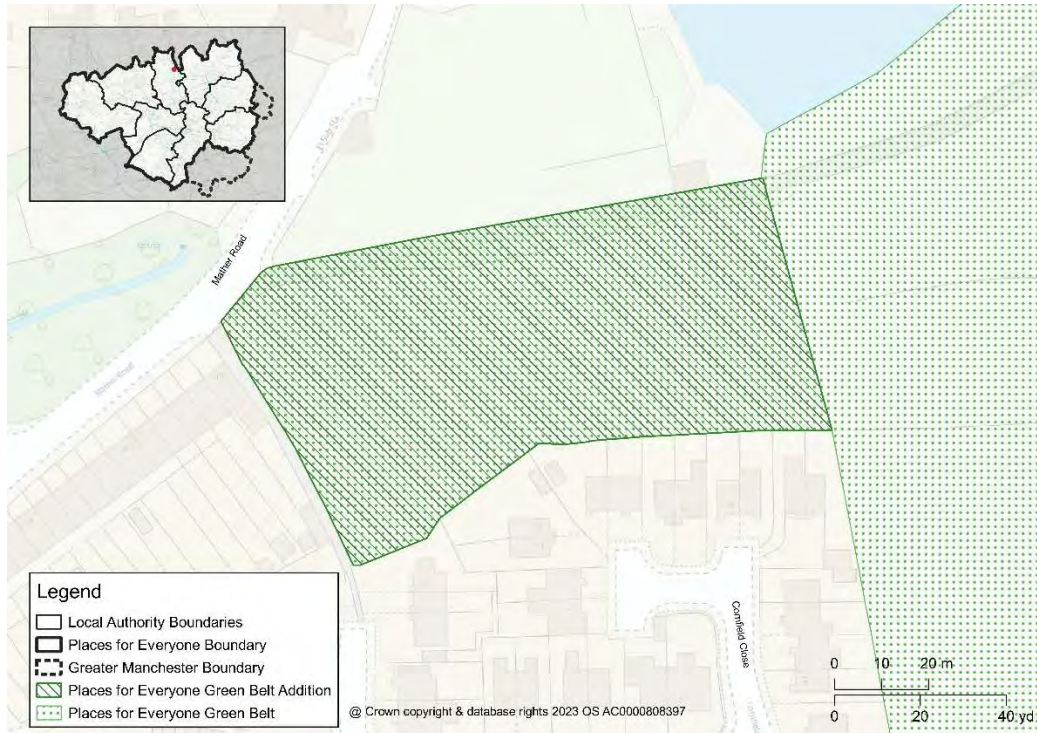 Mather Road
Mather Road
Cornfield Close
Legend
Local Authority Boundaries
Places for Everyone Boundary
Greater Manchester Boundary
Places for Everyone Green Belt Addition
Places for Everyone Green Belt
@ Crown copyright & database rights 2023 OS AC0000808397
0 10 20 m
0 20 40 yd